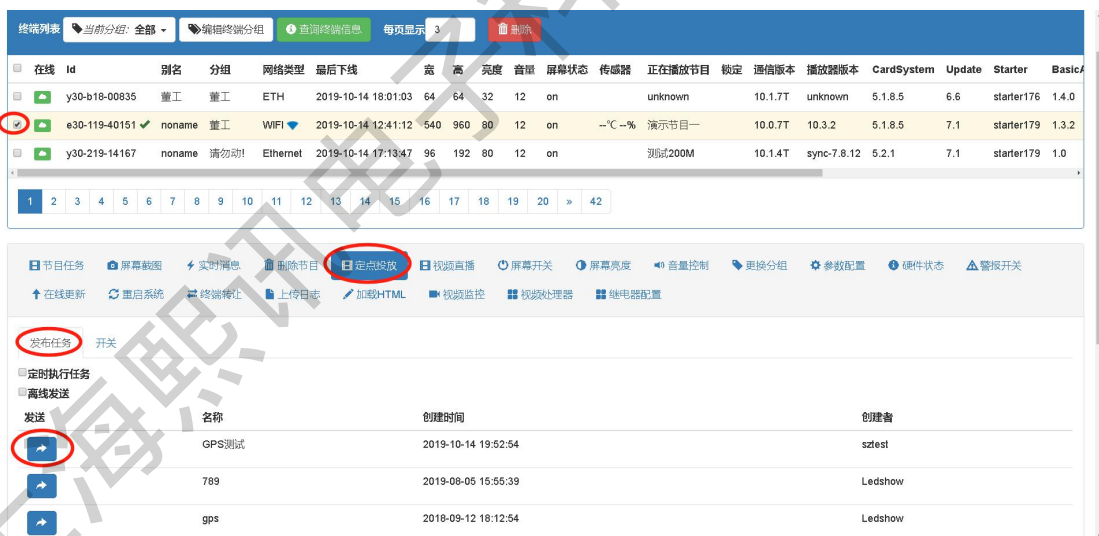 终端列表 当前分组: 全部 编辑终端分组 查询终端信息 每页显示 3 删除
在线 Id 别名 分组 网络类型 最后下线 宽 高 亮度 音量 屏幕状态 传感器 正在播放节目 锁定 通信版本 播放器版本 CardSystem Update Starter BasicA
y30-b18-00835 董工 董工 ETH 2019-10-14 18:01:03 64 64 32 12 on unknown 10.1.7T unknown 5.1.8.5 6.6 starter176 1.4.0
e30-119-40151 noname 董工 WIFI 2019-10-14 12:41:12 540 960 80 12 on --℃ --% 演示节目一 10.0.7T 10.3.2 5.1.8.5 7.1 starter179 1.3.2
y30-219-14167 noname 请勿动! Ethernet 2019-10-14 17:13:47 96 192 80 12 on 测试200M 10.1.4T sync-7.8.12 5.2.1 7.1 starter179 1.0
1 2 3 4 5 6 7 8 9 10 11 12 13 14 15 16 17 18 19 20 » 42
节目任务 屏幕截图 实时消息 删除节目 定点投放 视频直播 屏幕开关 屏幕亮度 音量控制 更换分组 参数配置 硬件状态 警报开关
在线更新 重启系统 终端转让 上传日志 加载HTML 视频监控 视频处理器 继电器配置
发布任务 开关
定时执行任务
离线发送
发送 名称 创建时间 创建者
GPS测试 2019-10-14 19:52:54 sztest
789 2019-08-05 15:55:39 Ledshow
gps 2018-09-12 18:12:54 Ledshow
上海熙讯电子科